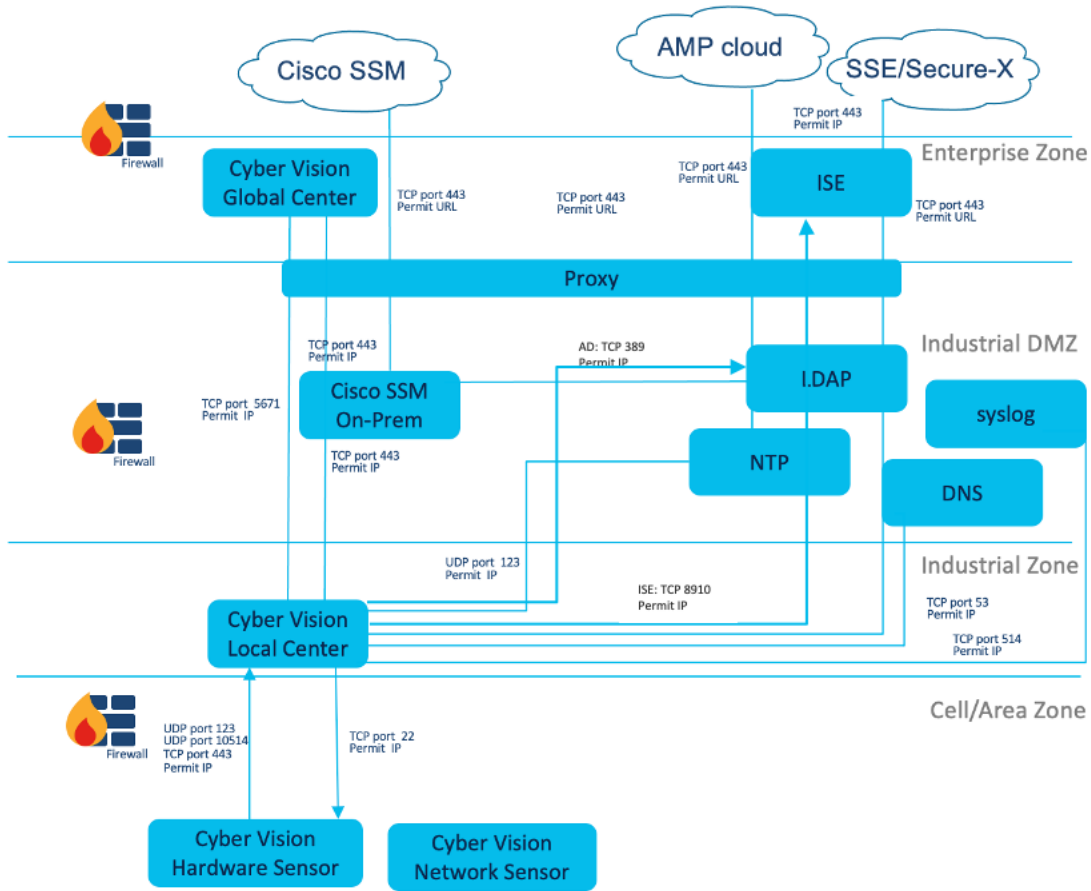 Cisco SSM
AMP cloud
SSE/Secure-X
TCP port 443
Permit IP
Firewall
Enterprise Zone
Cyber Vision
Global Center
TCP port 443
Permit URL
TCP port 443
Permit URL
TCP port 443
Permit URL
ISE
TCP port 443
Permit URL
Proxy
Industrial DMZ
TCP port 443
Permit IP
AD: TCP 389
Permit IP
I.DAP
Cisco SSM
On-Prem
TCP port 5671
Permit IP
syslog
Firewall
TCP port 443
Permit IP
NTP
DNS
Industrial Zone
UDP port 123
Permit IP
ISE: TCP 8910
Permit IP
TCP port 53
Permit IP
TCP port 514
Permit IP
Cyber Vision
Local Center
Cell/Area Zone
Firewall
UDP port 123
UDP port 10514
TCP port 443
Permit IP
TCP port 22
Permit IP
Cyber Vision
Hardware Sensor
Cyber Vision
Network Sensor